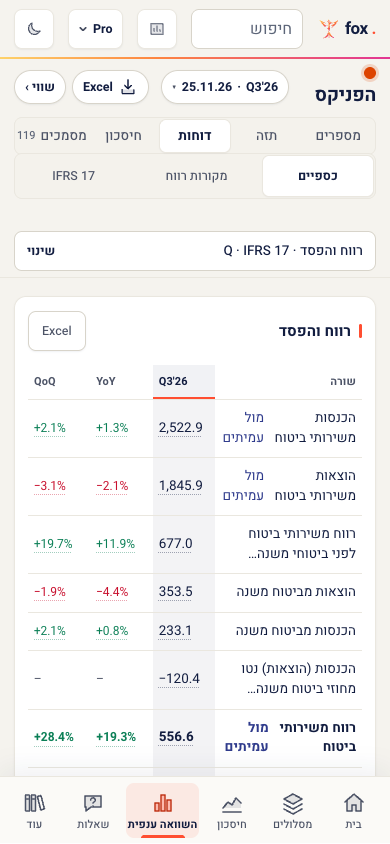 fox.
חיפוש
Pro
הפניקס
25.11.26 · Q3'26
Excel
שווי ›
מספרים
תזה
דוחות
חיסכון
מסמכים 119
כספיים
מקורות רווח
IFRS 17
רווח והפסד · Q · IFRS 17
שינוי
רווח והפסד
Excel
שורה Q3'26 YoY QoQ
הכנסות משירותי ביטוח מול עמיתים 2,522.9 +1.3% +2.1%
הוצאות משירותי ביטוח מול עמיתים 1,845.9 −2.1% −3.1%
רווח משירותי ביטוח לפני ביטוחי משנה... 677.0 +11.9% +19.7%
הוצאות מביטוח משנה 353.5 −4.4% −1.9%
הכנסות מביטוח משנה 233.1 +0.8% +2.1%
הכנסות (הוצאות) נטו מחוזי ביטוח משנה... −120.4 – –
רווח משירותי ביטוח מול עמיתים 556.6 +19.3% +28.4%
בית
מסלולים
חיסכון
השוואה ענפית
שאלות
עוד